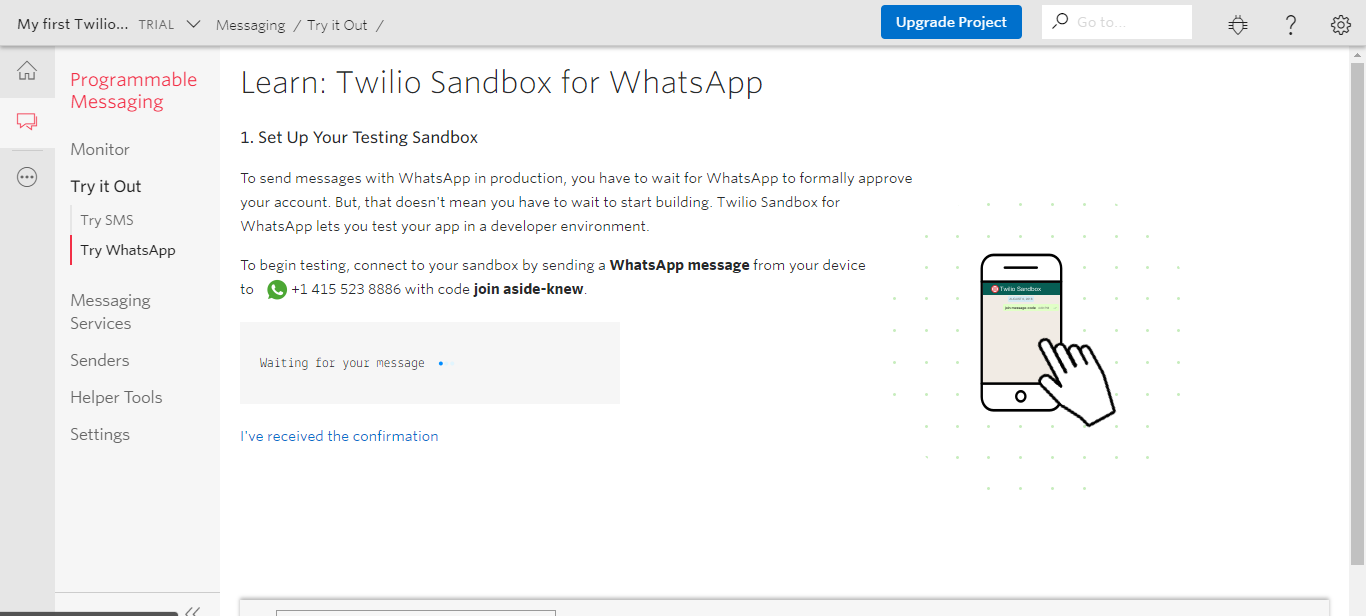 My first Twilio... TRIAL Messaging / Try it Out /
Upgrade Project
Go to...
Programmable
Messaging
Monitor
Try it Out
Try SMS
Try WhatsApp
Messaging
Services
Senders
Helper Tools
Settings
Learn: Twilio Sandbox for WhatsApp
1. Set Up Your Testing Sandbox
To send messages with WhatsApp in production, you have to wait for WhatsApp to formally approve
your account. But, that doesn't mean you have to wait to start building. Twilio Sandbox for
WhatsApp lets you test your app in a developer environment.
To begin testing, connect to your sandbox by sending a WhatsApp message from your device
to +1 415 523 8886 with code join aside-knew.
Waiting for your message
I've received the confirmation
Twilio Sandbox